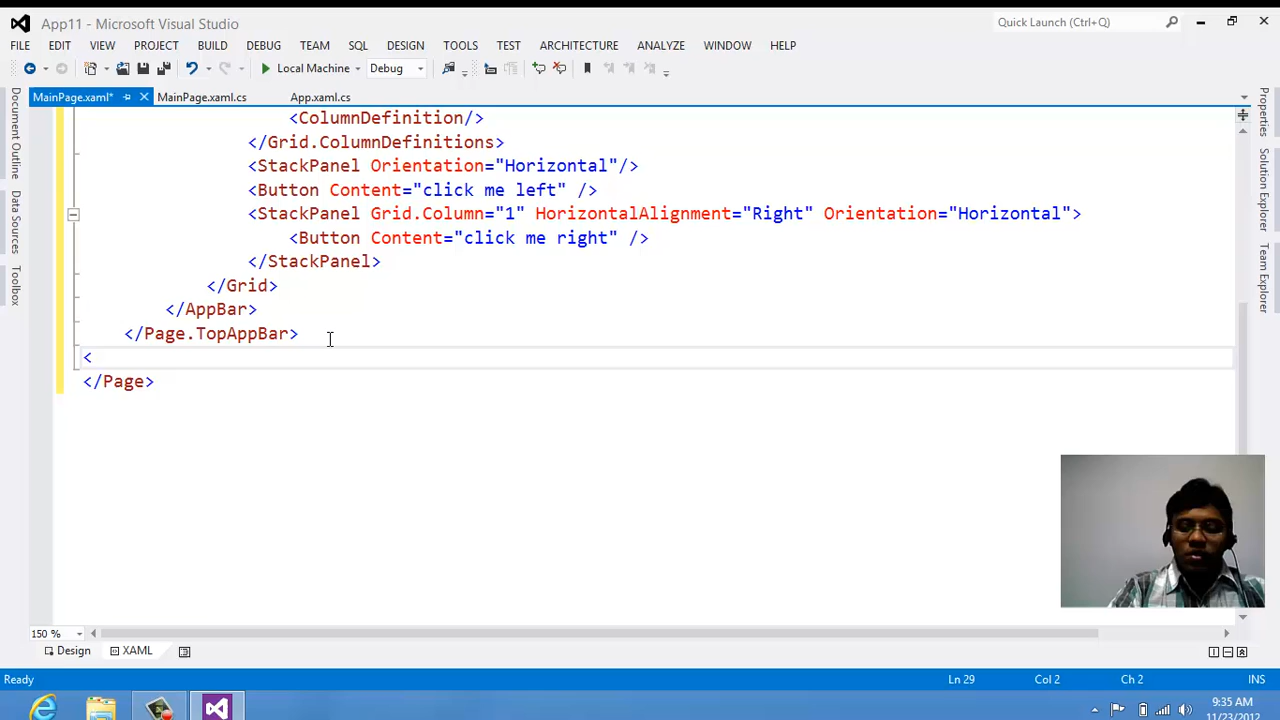 App11 - Microsoft Visual Studio
Quick Launch (Ctrl+Q)
FILE EDIT VIEW PROJECT BUILD DEBUG TEAM SQL DESIGN TOOLS TEST ARCHITECTURE ANALYZE WINDOW HELP
Local Machine Debug
MainPage.xaml* MainPage.xaml.cs App.xaml.cs
Document Outline
Data Sources
Toolbox
<ColumnDefinition/>
</Grid.ColumnDefinitions>
<StackPanel Orientation="Horizontal"/>
<Button Content="click me left" />
<StackPanel Grid.Column="1" HorizontalAlignment="Right" Orientation="Horizontal">
<Button Content="click me right" />
</StackPanel>
</Grid>
</AppBar>
</Page.TopAppBar>
<
</Page>
Properties
Solution Explorer
Team Explorer
150 %
Design XAML
Ready Ln 29 Col 2 Ch 2 INS
9:35 AM
11/23/2012